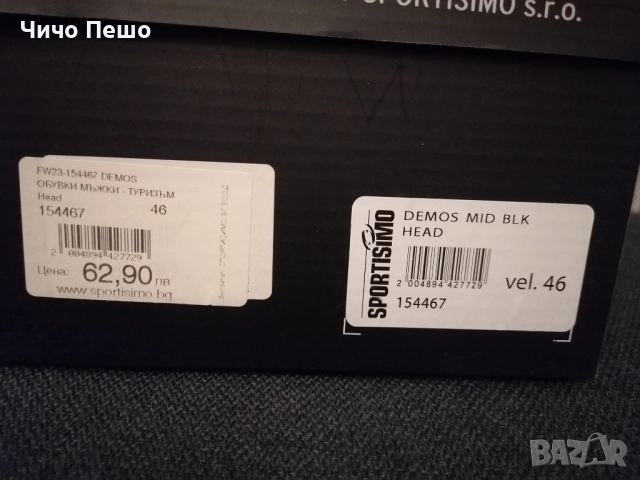 Чичо Пешо
SPORTISIMO s.r.o.
FW23-154467 DEMOS
ОБУВКИ МЪЖКИ - ТУРИЗЪМ
Head
154467 46
2 004894 427729
Цена: 62,90 лв
www.sportisimo.bg
SPORTISIMO
DEMOS MID BLK
HEAD
2 004894 427729
154467
vel. 46
BAZAR